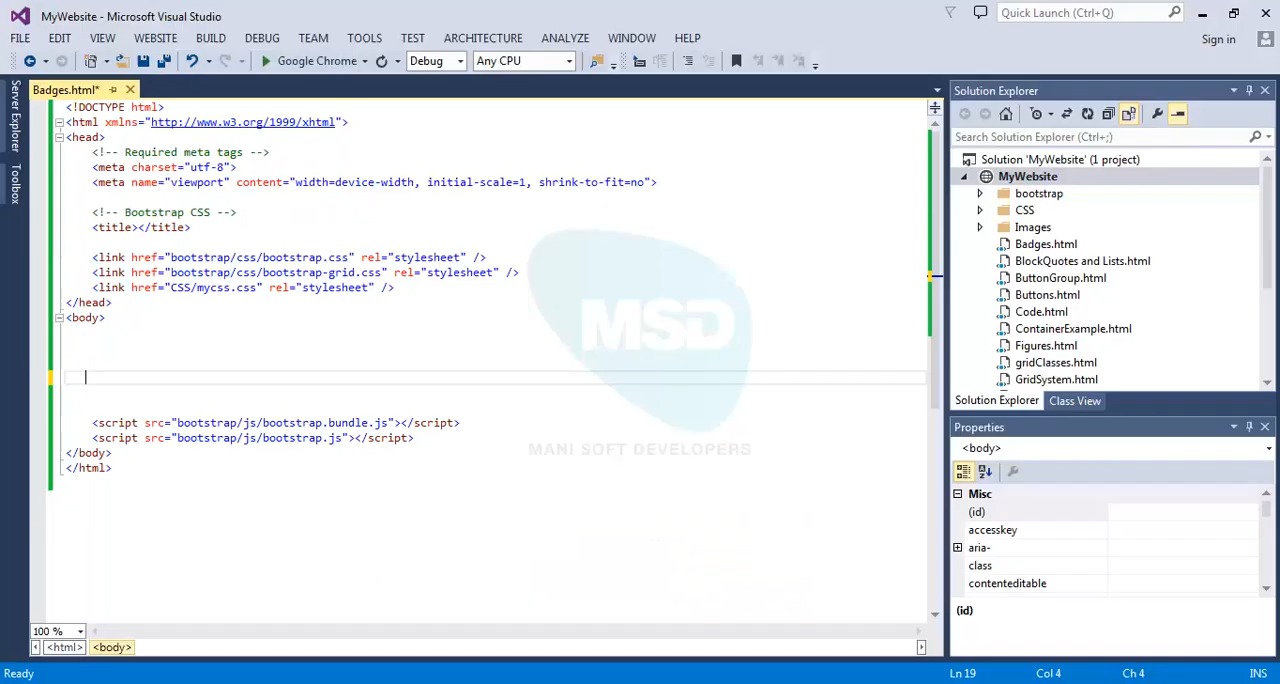 MyWebsite - Microsoft Visual Studio
Quick Launch (Ctrl+Q)
FILE EDIT VIEW WEBSITE BUILD DEBUG TEAM TOOLS TEST ARCHITECTURE ANALYZE WINDOW HELP
Sign in
Google Chrome Debug Any CPU
Server Explorer
Toolbox
Badges.html*
<!DOCTYPE html>
<html xmlns="http://www.w3.org/1999/xhtml">
<head>
<!-- Required meta tags -->
<meta charset="utf-8">
<meta name="viewport" content="width=device-width, initial-scale=1, shrink-to-fit=no">
<!-- Bootstrap CSS -->
<title></title>
<link href="bootstrap/css/bootstrap.css" rel="stylesheet" />
<link href="bootstrap/css/bootstrap-grid.css" rel="stylesheet" />
<link href="CSS/mycss.css" rel="stylesheet" />
</head>
<body>
<script src="bootstrap/js/bootstrap.bundle.js"></script>
<script src="bootstrap/js/bootstrap.js"></script>
</body>
</html>
MSD
MANI SOFT DEVELOPERS
100 %
<html> <body>
Solution Explorer
Search Solution Explorer (Ctrl+;)
Solution 'MyWebsite' (1 project)
MyWebsite
bootstrap
CSS
Images
Badges.html
BlockQuotes and Lists.html
ButtonGroup.html
Buttons.html
Code.html
ContainerExample.html
Figures.html
gridClasses.html
GridSystem.html
Solution Explorer Class View
Properties
<body>
Misc
(id)
accesskey
aria-
class
contenteditable
(id)
Ready
Ln 19 Col 4 Ch 4 INS